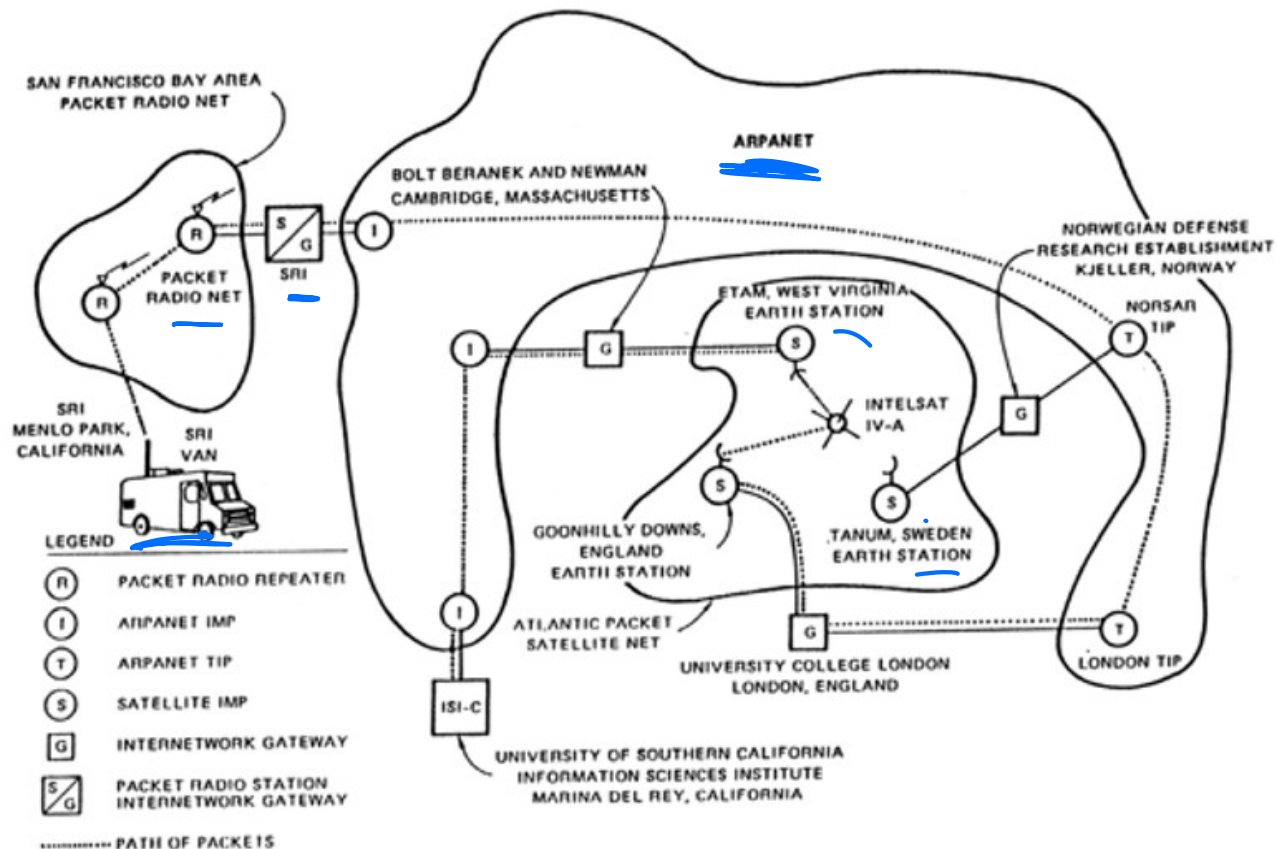 SAN FRANCISCO BAY AREA
PACKET RADIO NET
ARPANET
BOLT BERANEK AND NEWMAN
CAMBRIDGE, MASSACHUSETTS
NORWEGIAN DEFENSE
RESEARCH ESTABLISHMENT
KJELLER, NORWAY
R
S
G
I
SRI
PACKET
RADIO NET
R
ETAM, WEST VIRGINIA
EARTH STATION
NORSAR
TIP
T
I
G
S
INTELSAT
IV-A
G
SRI
MENLO PARK,
CALIFORNIA
SRI
VAN
S
S
GOONHILLY DOWNS,
ENGLAND
EARTH STATION
TANUM, SWEDEN
EARTH STATION
LEGEND
R PACKET RADIO REPEATER
I ARPANET IMP
T ARPANET TIP
S SATELLITE IMP
G INTERNETWORK GATEWAY
S/G PACKET RADIO STATION
INTERNETWORK GATEWAY
PATH OF PACKETS
I
ATLANTIC PACKET
SATELLITE NET
G
UNIVERSITY COLLEGE LONDON
LONDON, ENGLAND
T
LONDON TIP
ISI-C
UNIVERSITY OF SOUTHERN CALIFORNIA
INFORMATION SCIENCES INSTITUTE
MARINA DEL REY, CALIFORNIA